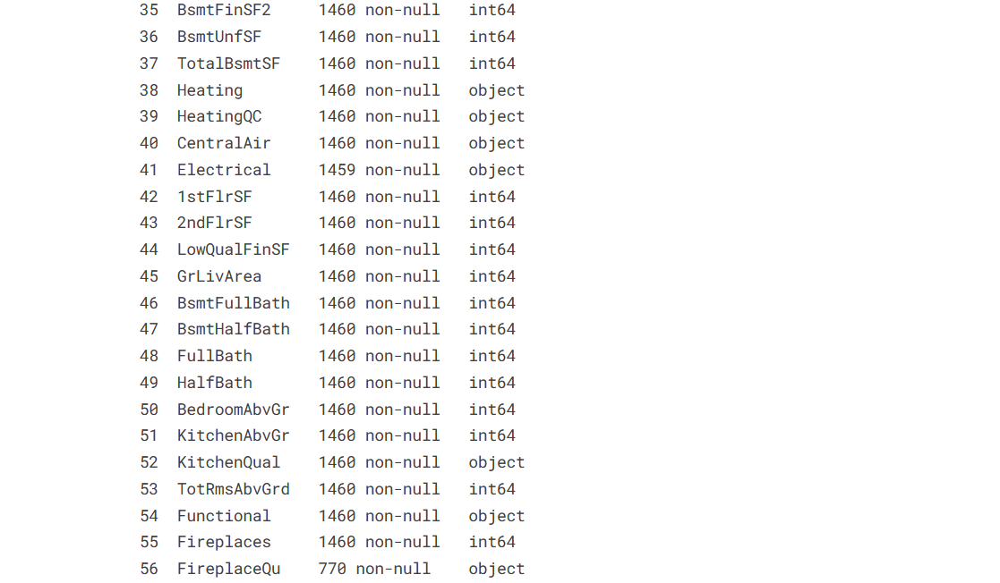 35  BsmtFinSF2     1460 non-null   int64
36  BsmtUnfSF      1460 non-null   int64
37  TotalBsmtSF    1460 non-null   int64
38  Heating        1460 non-null   object
39  HeatingQC      1460 non-null   object
40  CentralAir     1460 non-null   object
41  Electrical     1459 non-null   object
42  1stFlrSF       1460 non-null   int64
43  2ndFlrSF       1460 non-null   int64
44  LowQualFinSF   1460 non-null   int64
45  GrLivArea      1460 non-null   int64
46  BsmtFullBath   1460 non-null   int64
47  BsmtHalfBath   1460 non-null   int64
48  FullBath       1460 non-null   int64
49  HalfBath       1460 non-null   int64
50  BedroomAbvGr   1460 non-null   int64
51  KitchenAbvGr   1460 non-null   int64
52  KitchenQual    1460 non-null   object
53  TotRmsAbvGrd   1460 non-null   int64
54  Functional     1460 non-null   object
55  Fireplaces     1460 non-null   int64
56  FireplaceQu    770 non-null    object